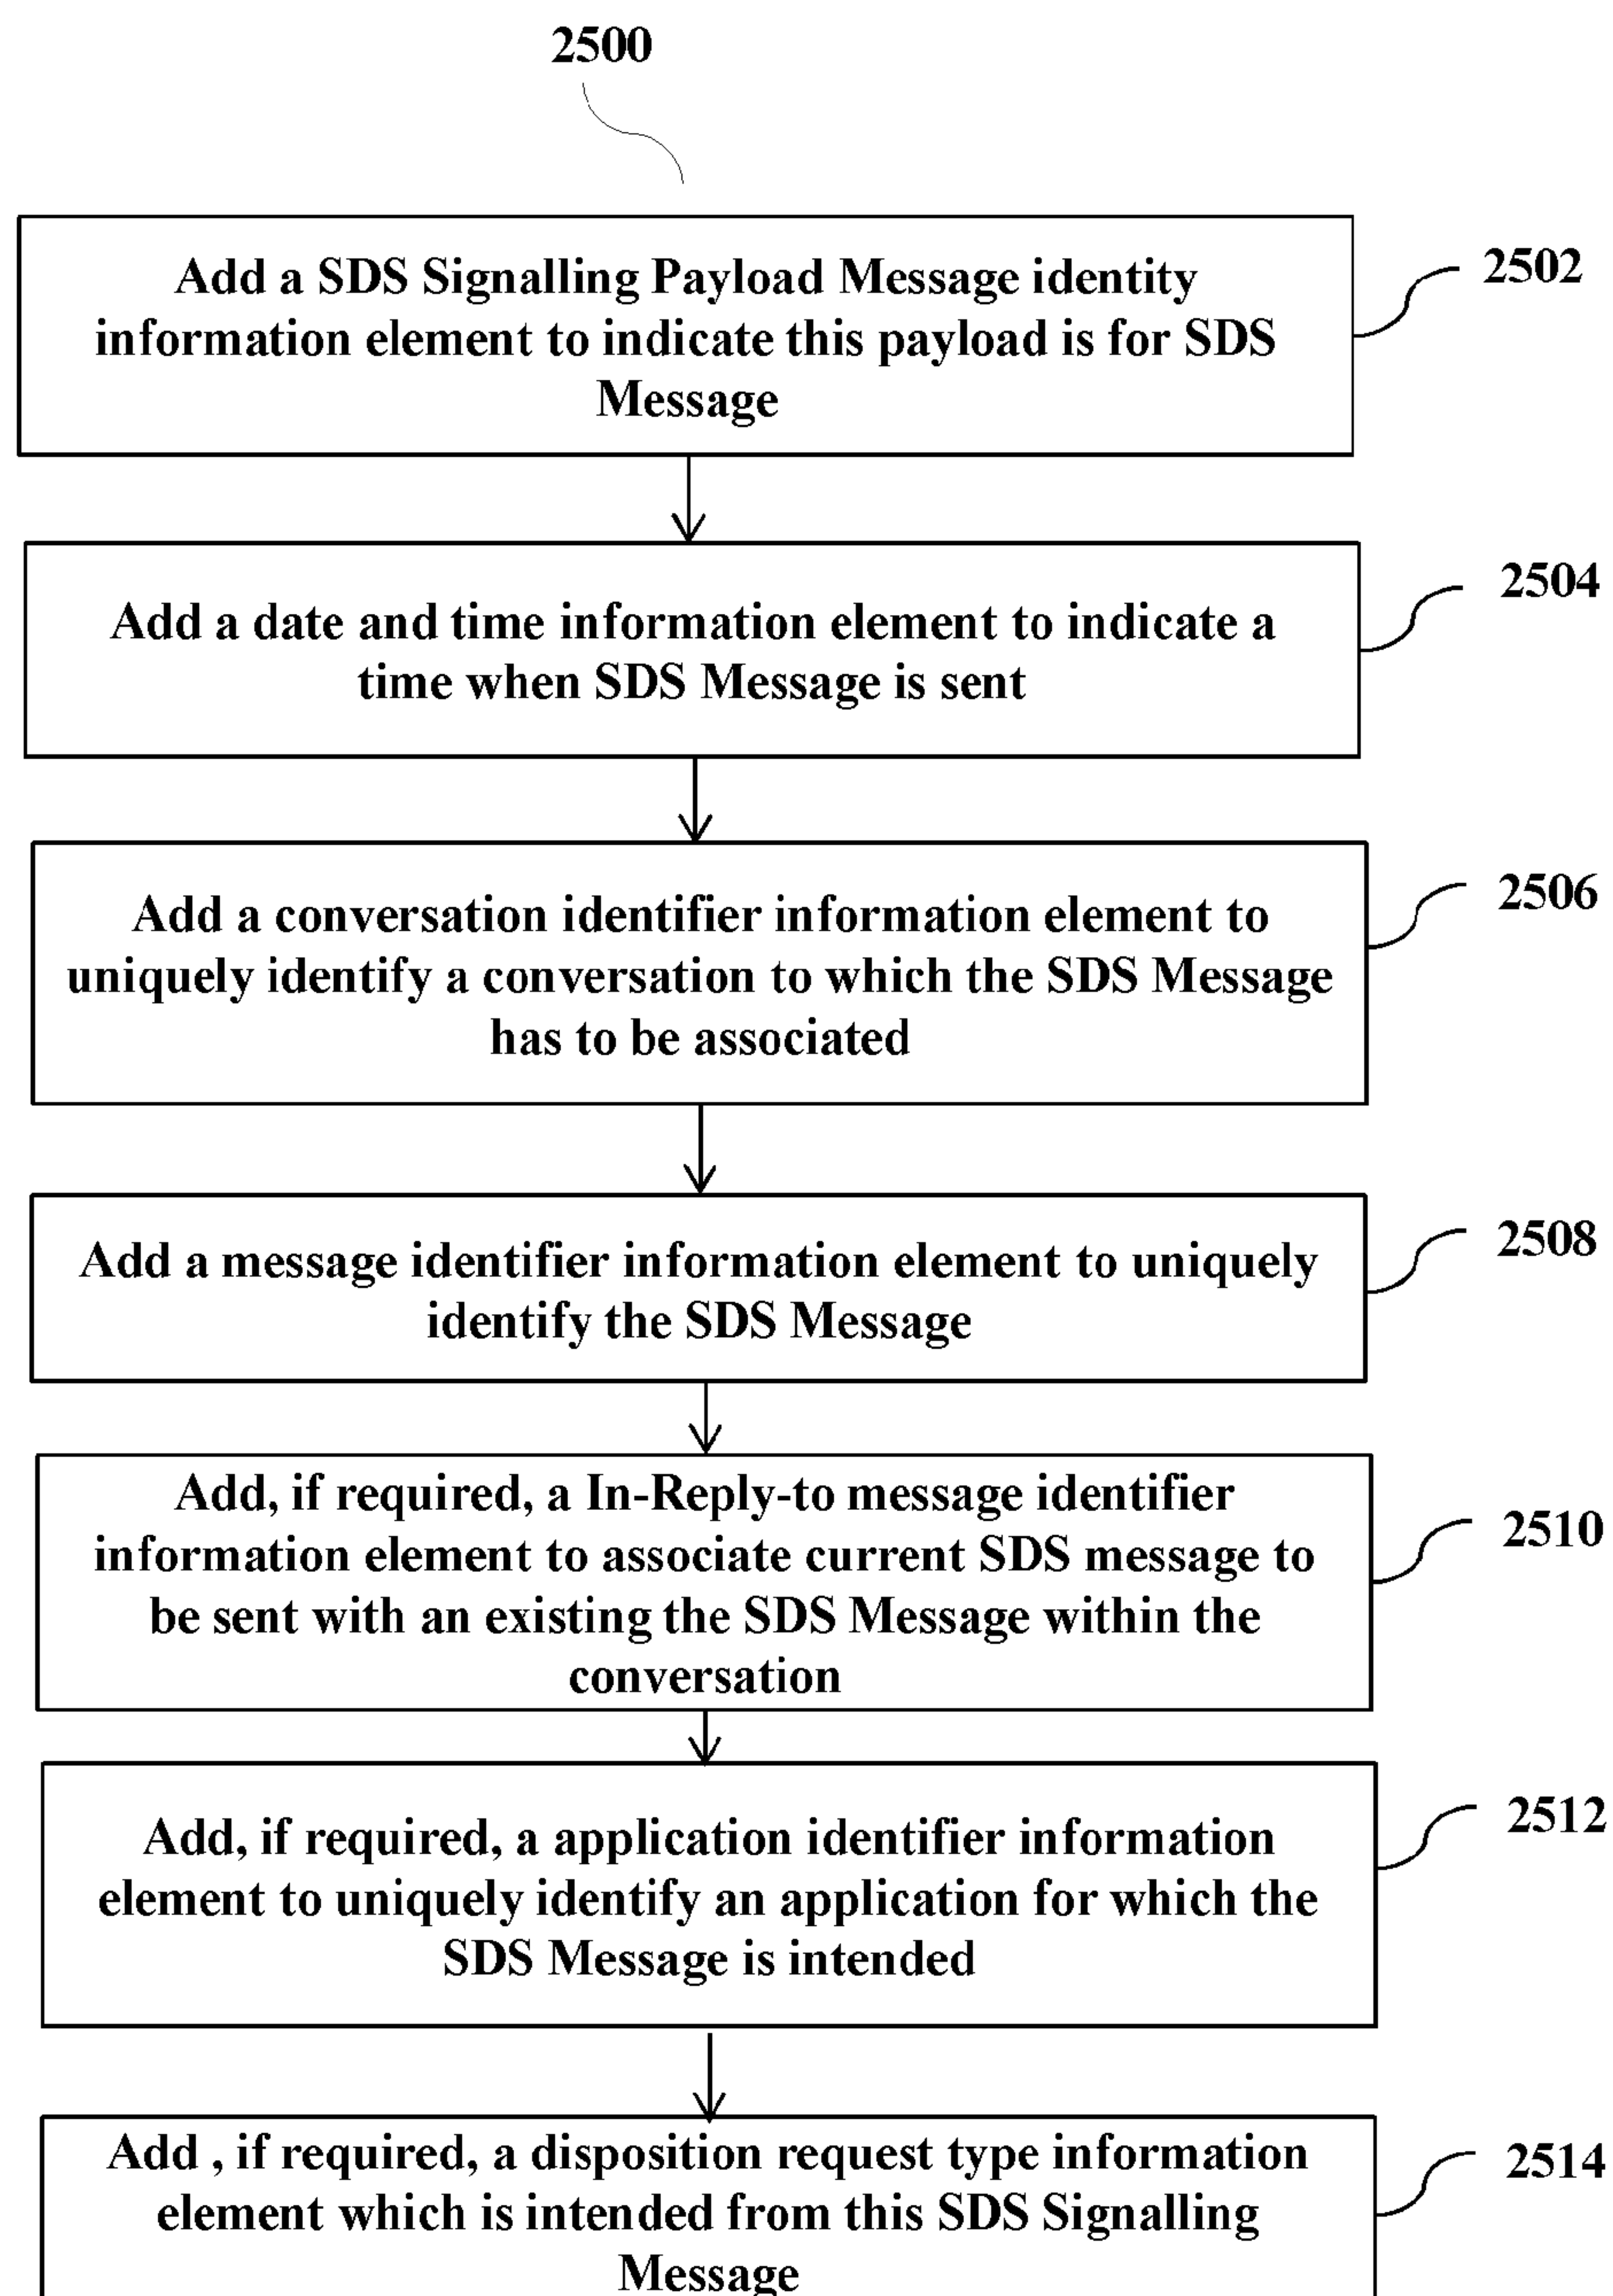 2500
Add a SDS Signalling Payload Message identity
information element to indicate this payload is for SDS
Message
2502
Add a date and time information element to indicate a
time when SDS Message is sent
2504
Add a conversation identifier information element to
uniquely identify a conversation to which the SDS Message
has to be associated
2506
Add a message identifier information element to uniquely
identify the SDS Message
2508
Add, if required, a In-Reply-to message identifier
information element to associate current SDS message to
be sent with an existing the SDS Message within the
conversation
2510
Add, if required, a application identifier information
element to uniquely identify an application for which the
SDS Message is intended
2512
Add , if required, a disposition request type information
element which is intended from this SDS Signalling
Message
2514